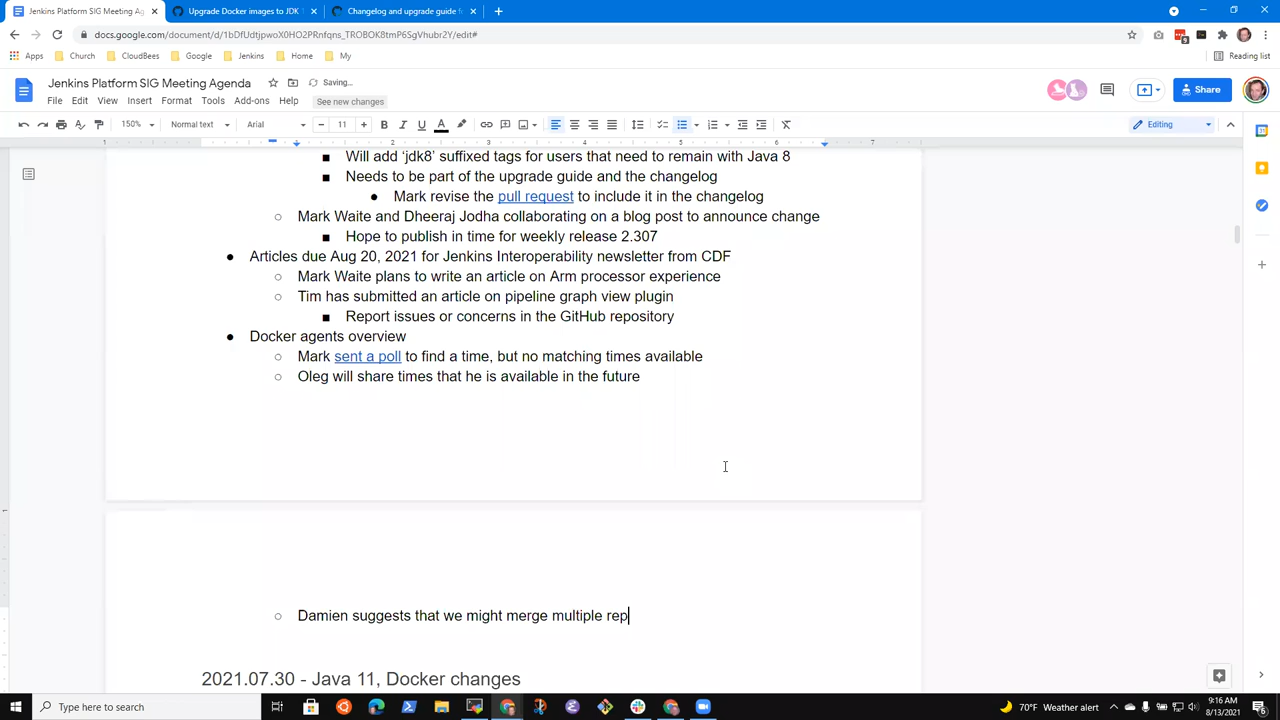 Jenkins Platform SIG Meeting Ag
Upgrade Docker images to JDK
Changelog and upgrade guide f
docs.google.com/document/d/1bDfUdtjpwoX0HO2PRnfqns_TROBOK8tmP6SgVhubr2Y/edit#
Apps Church CloudBees Google Jenkins Home My Reading list
Jenkins Platform SIG Meeting Agenda Saving…
File Edit View Insert Format Tools Add-ons Help See new changes
Share
150% Normal text Arial 11 Editing
1 2 3 4 5 6 7
Will add ‘jdk8’ suffixed tags for users that need to remain with Java 8
Needs to be part of the upgrade guide and the changelog
Mark revise the pull request to include it in the changelog
Mark Waite and Dheeraj Jodha collaborating on a blog post to announce change
Hope to publish in time for weekly release 2.307
Articles due Aug 20, 2021 for Jenkins Interoperability newsletter from CDF
Mark Waite plans to write an article on Arm processor experience
Tim has submitted an article on pipeline graph view plugin
Report issues or concerns in the GitHub repository
Docker agents overview
Mark sent a poll to find a time, but no matching times available
Oleg will share times that he is available in the future
Damien suggests that we might merge multiple rep
2021.07.30 - Java 11, Docker changes
Type here to search
70°F Weather alert
9:16 AM
8/13/2021